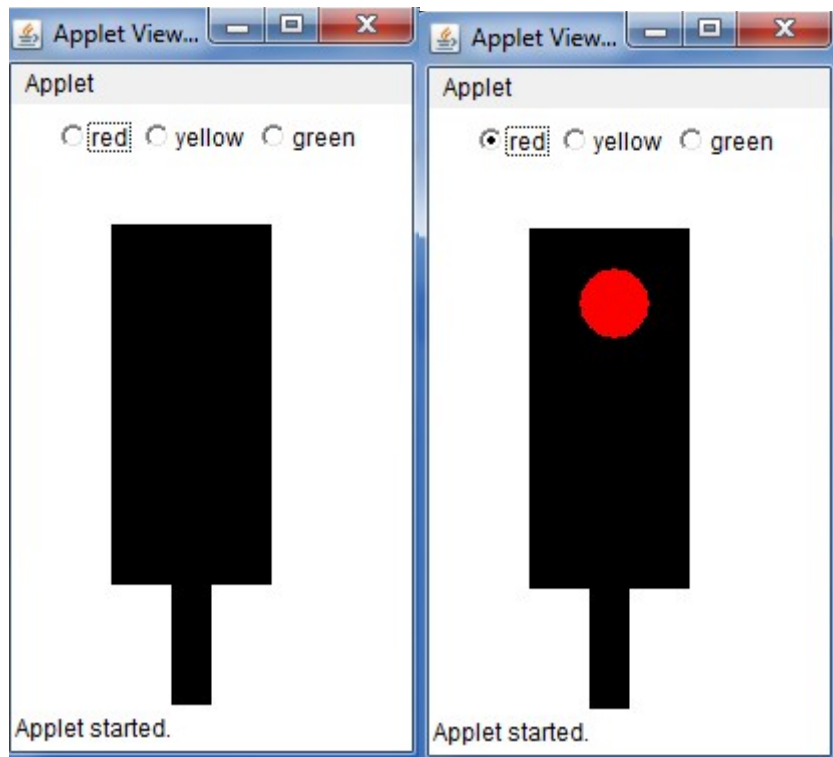 Applet View...
Applet
red yellow green
Applet started.
Applet View...
Applet
red yellow green
Applet started.